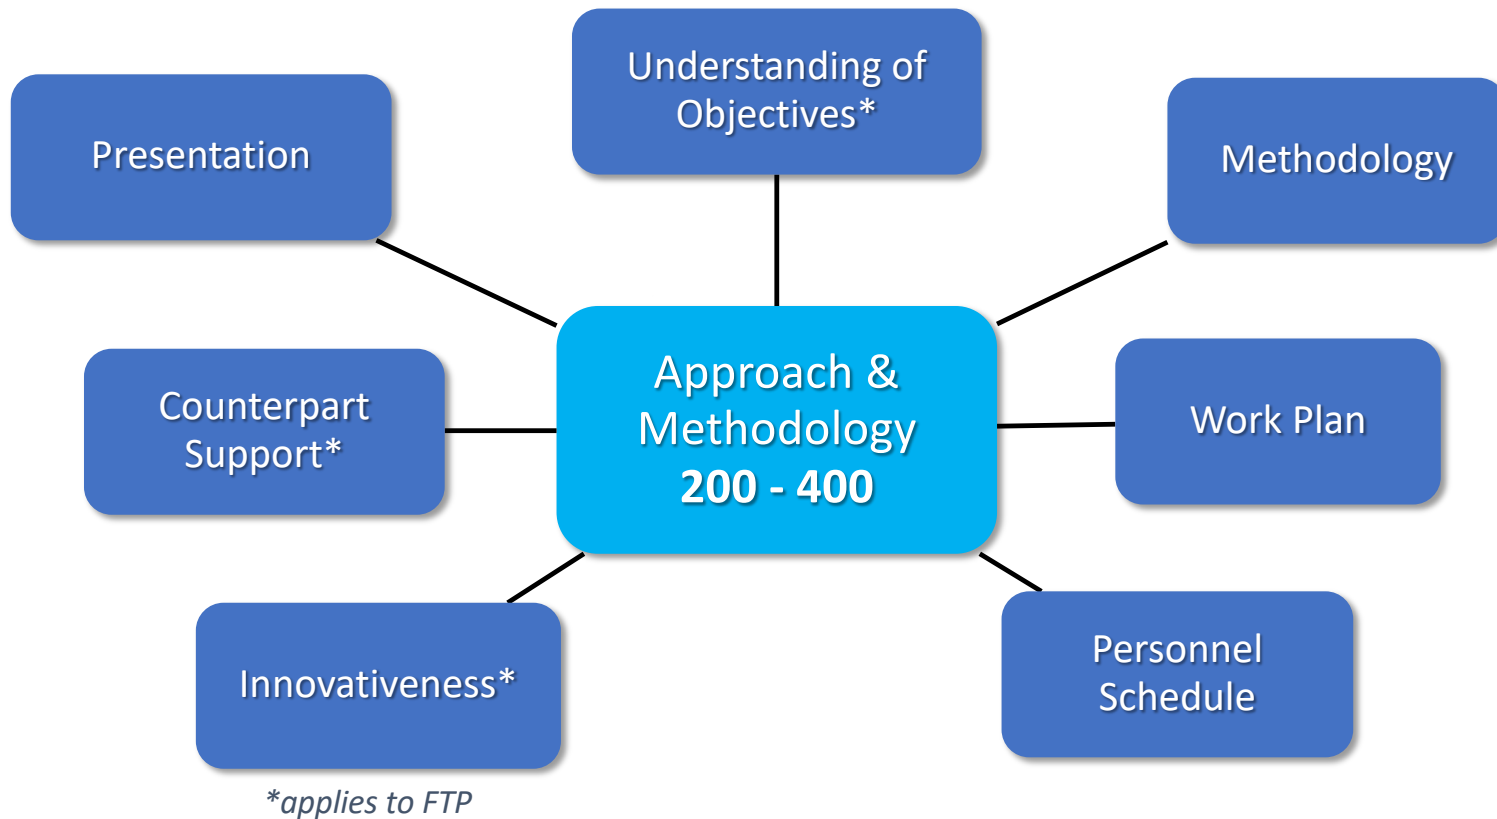 Understanding of
Objectives*
Presentation
Methodology
Approach &
Methodology
200 - 400
Counterpart
Support*
Work Plan
Innovativeness*
Personnel
Schedule
*applies to FTP